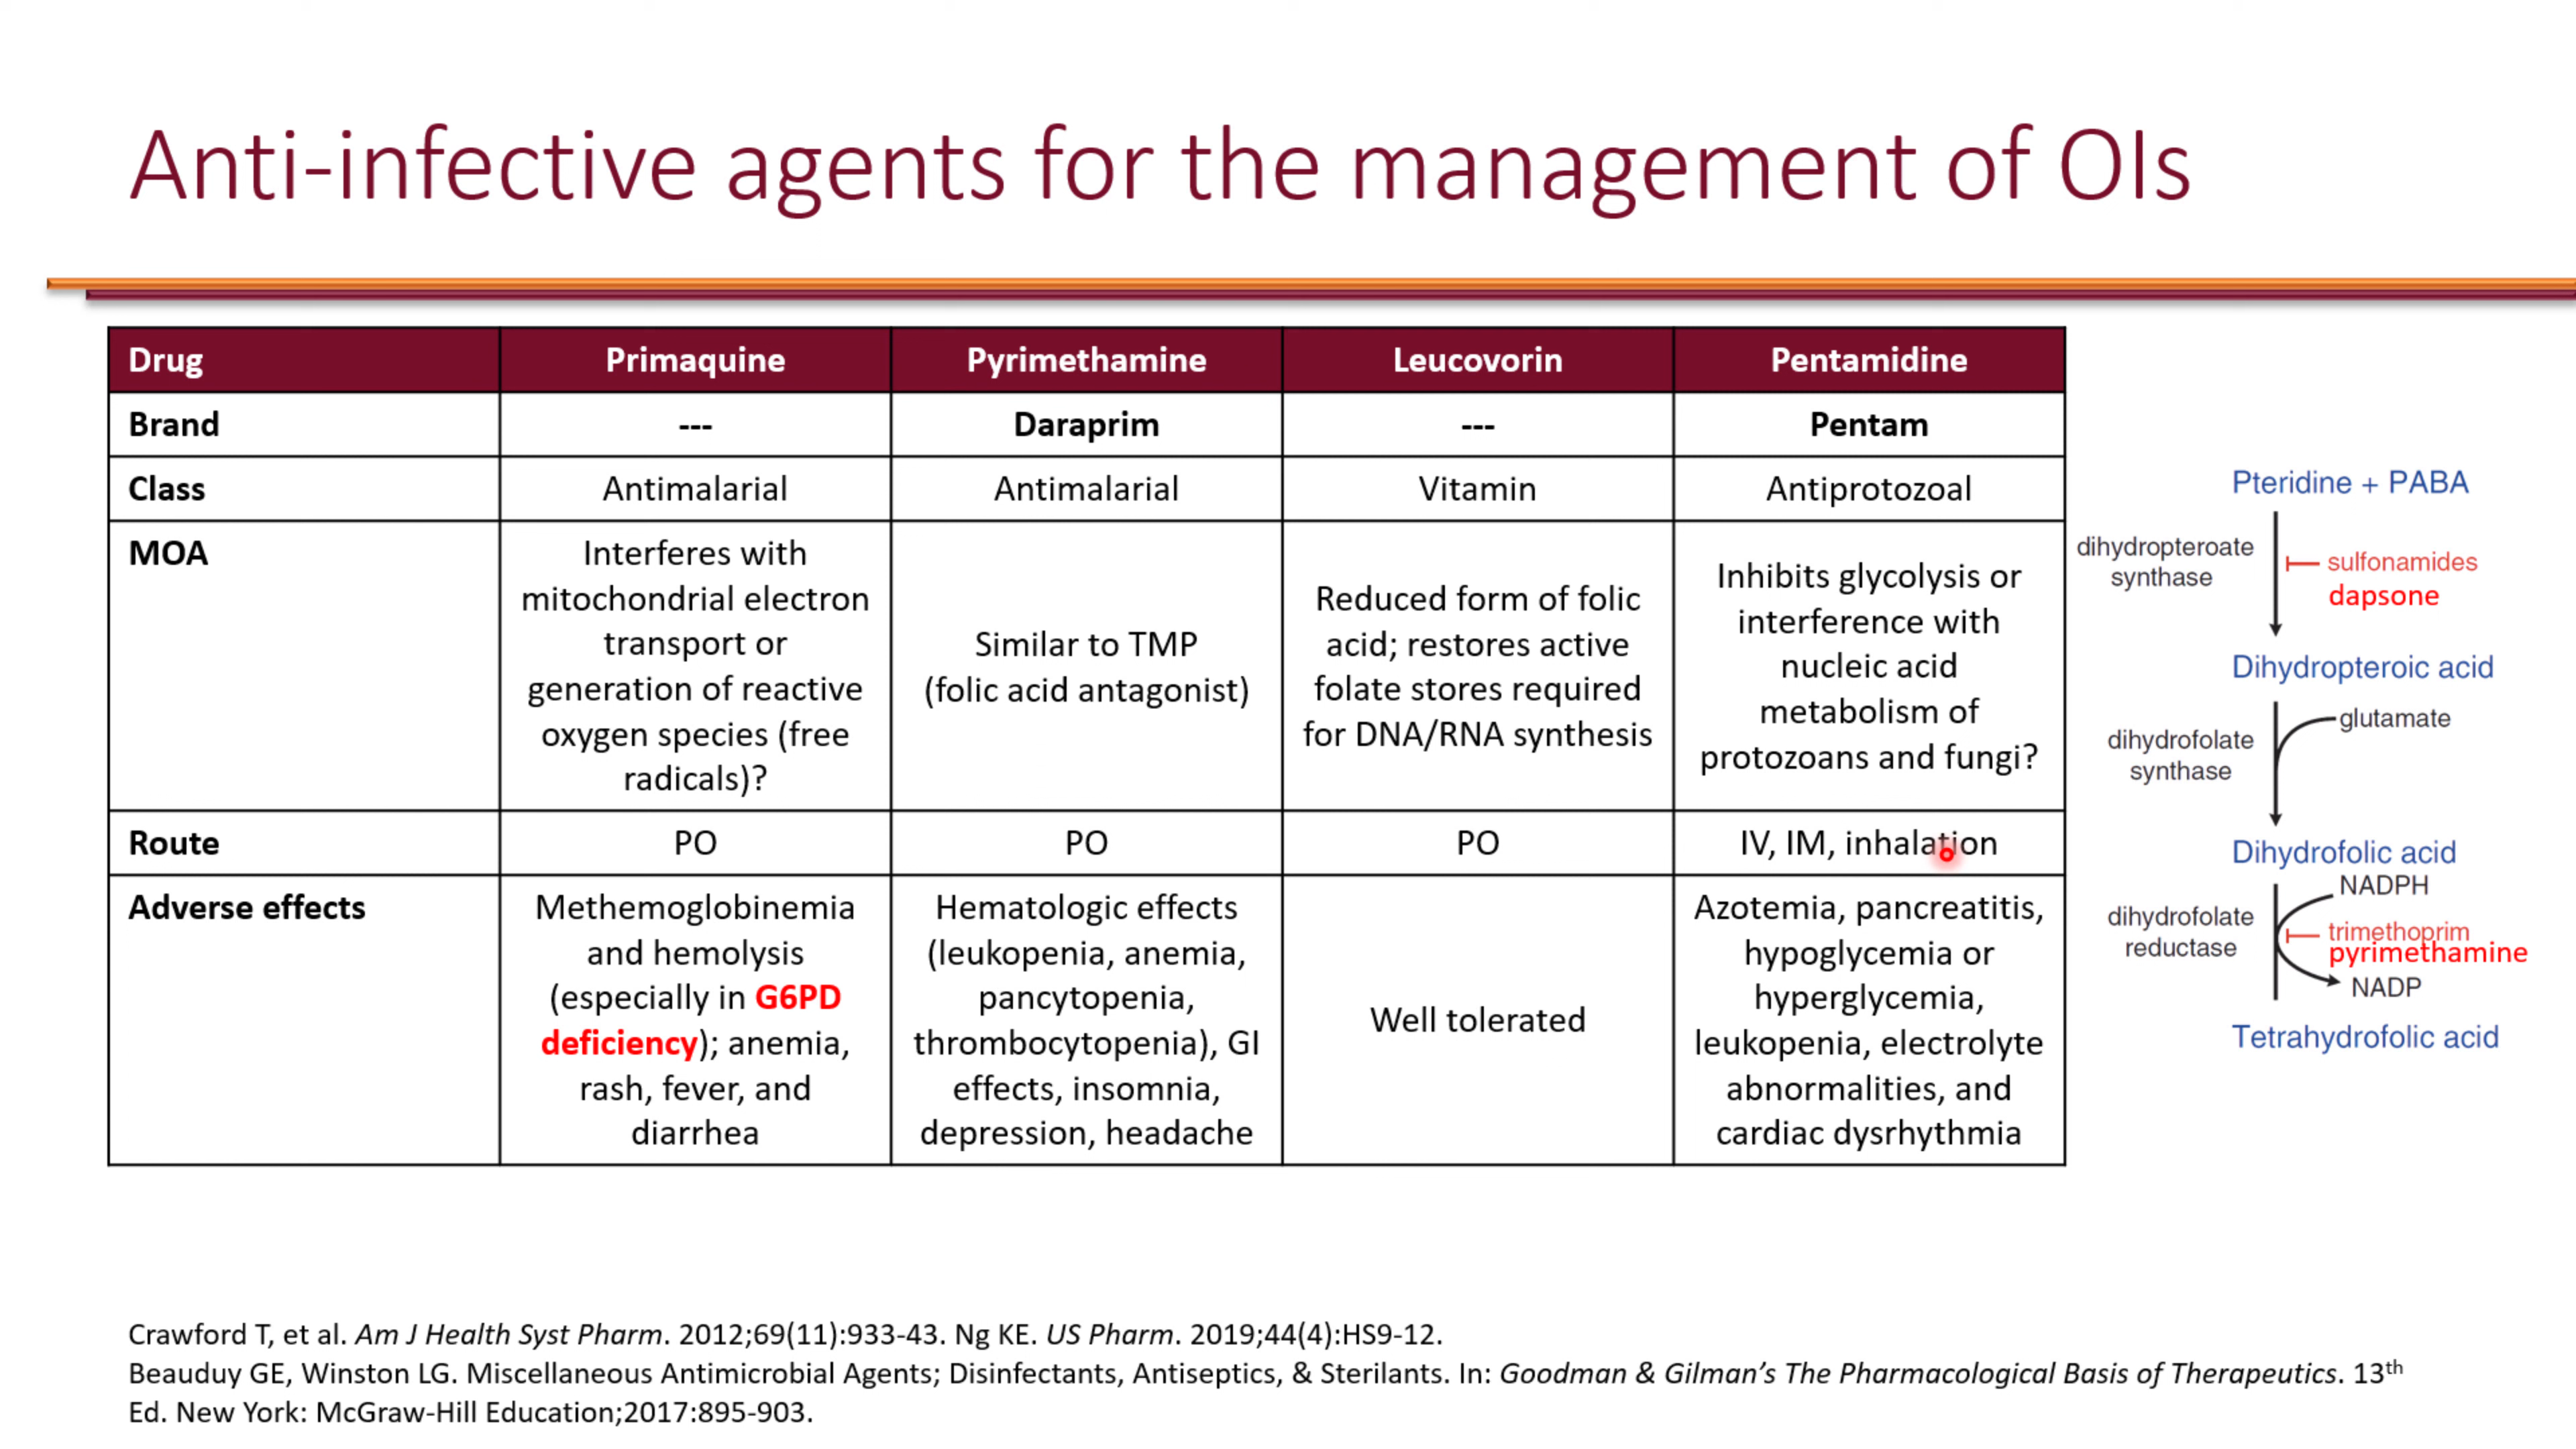 Anti-infective agents for the management of OIs
Drug
Primaquine
Pyrimethamine
Leucovorin
Pentamidine
Brand
---
Daraprim
---
Pentam
Class
Antimalarial
Antimalarial
Vitamin
Antiprotozoal
MOA
Interferes with
mitochondrial electron
transport or
generation of reactive
oxygen species (free
radicals)?
Similar to TMP
(folic acid antagonist)
Reduced form of folic
acid; restores active
folate stores required
for DNA/RNA synthesis
Inhibits glycolysis or
interference with
nucleic acid
metabolism of
protozoans and fungi?
Route
PO
PO
PO
IV, IM, inhalation
Adverse effects
Methemoglobinemia
and hemolysis
(especially in G6PD
deficiency); anemia,
rash, fever, and
diarrhea
Hematologic effects
(leukopenia, anemia,
pancytopenia,
thrombocytopenia), GI
effects, insomnia,
depression, headache
Well tolerated
Azotemia, pancreatitis,
hypoglycemia or
hyperglycemia,
leukopenia, electrolyte
abnormalities, and
cardiac dysrhythmia
Pteridine + PABA
dihydropteroate
synthase
sulfonamides
dapsone
Dihydropteroic acid
glutamate
dihydrofolate
synthase
Dihydrofolic acid
NADPH
dihydrofolate
reductase
trimethoprim
pyrimethamine
NADP
Tetrahydrofolic acid
Crawford T, et al. Am J Health Syst Pharm. 2012;69(11):933-43. Ng KE. US Pharm. 2019;44(4):HS9-12.
Beauduy GE, Winston LG. Miscellaneous Antimicrobial Agents; Disinfectants, Antiseptics, & Sterilants. In: Goodman & Gilman's The Pharmacological Basis of Therapeutics. 13th
Ed. New York: McGraw-Hill Education;2017:895-903.